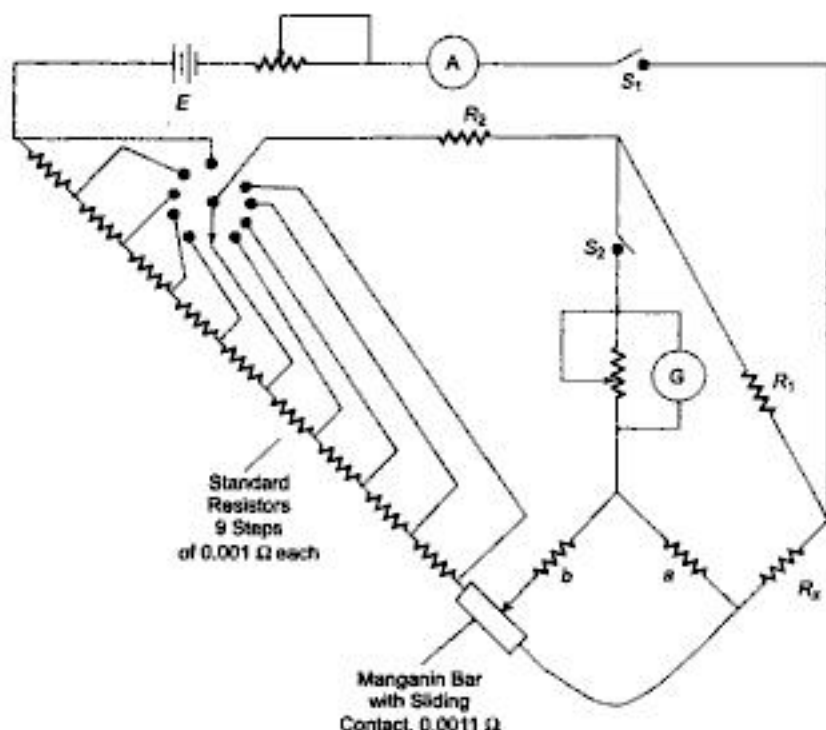 A
E
S1
R2
S2
G
R1
Standard
Resistors
9 Steps
of 0.001 Ω each
b
a
Rx
Manganin Bar
with Sliding
Contact, 0.0011 Ω